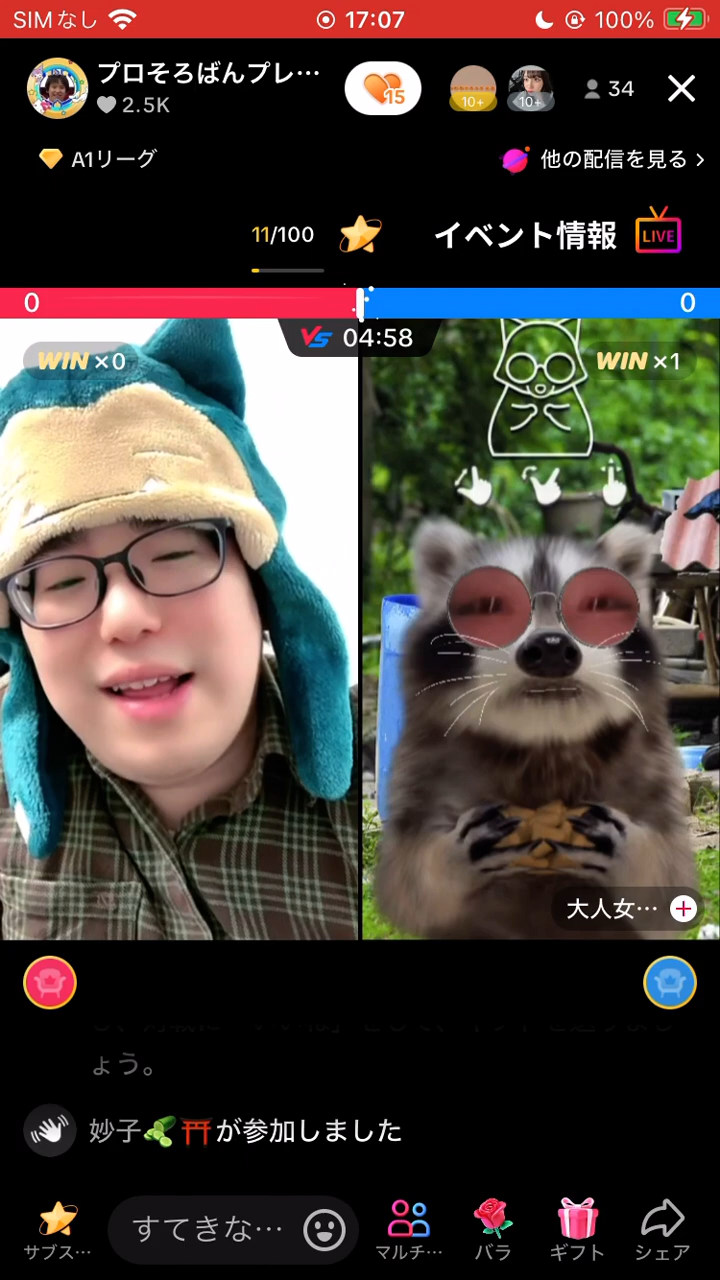 SIMなし 17:07 100%
プロそろばんプレ… 15 10+ 10+ 34
2.5K
A1リーグ 他の配信を見る
11/100 イベント情報 LIVE
0 0
VS 04:58
WIN ×0 WIN ×1
大人女…
ょう。
妙子が参加しました
すてきな…
サブス… マルチ… バラ ギフト シェア